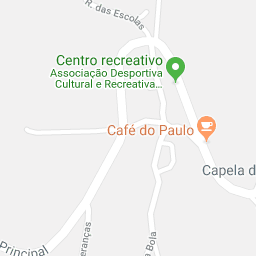 R. das Escolas
Centro recreativo
Associação Desportiva
Cultural e Recreativa...
Café do Paulo
Capela d
Principal
eranças
a Bola